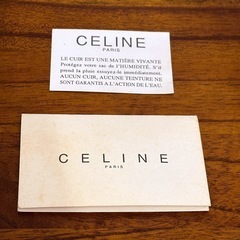 CELINE
PARIS
LE CUIR EST UNE MATIÈRE VIVANTE
Protégez votre sac de l'HUMIDITÉ. S'il
prend la pluie essuyez-le immédiatement.
AUCUN CUIR, AUCUNE TEINTURE NE
SONT GARANTIS A L'ACTION DE L'EAU.
CELINE
PARIS